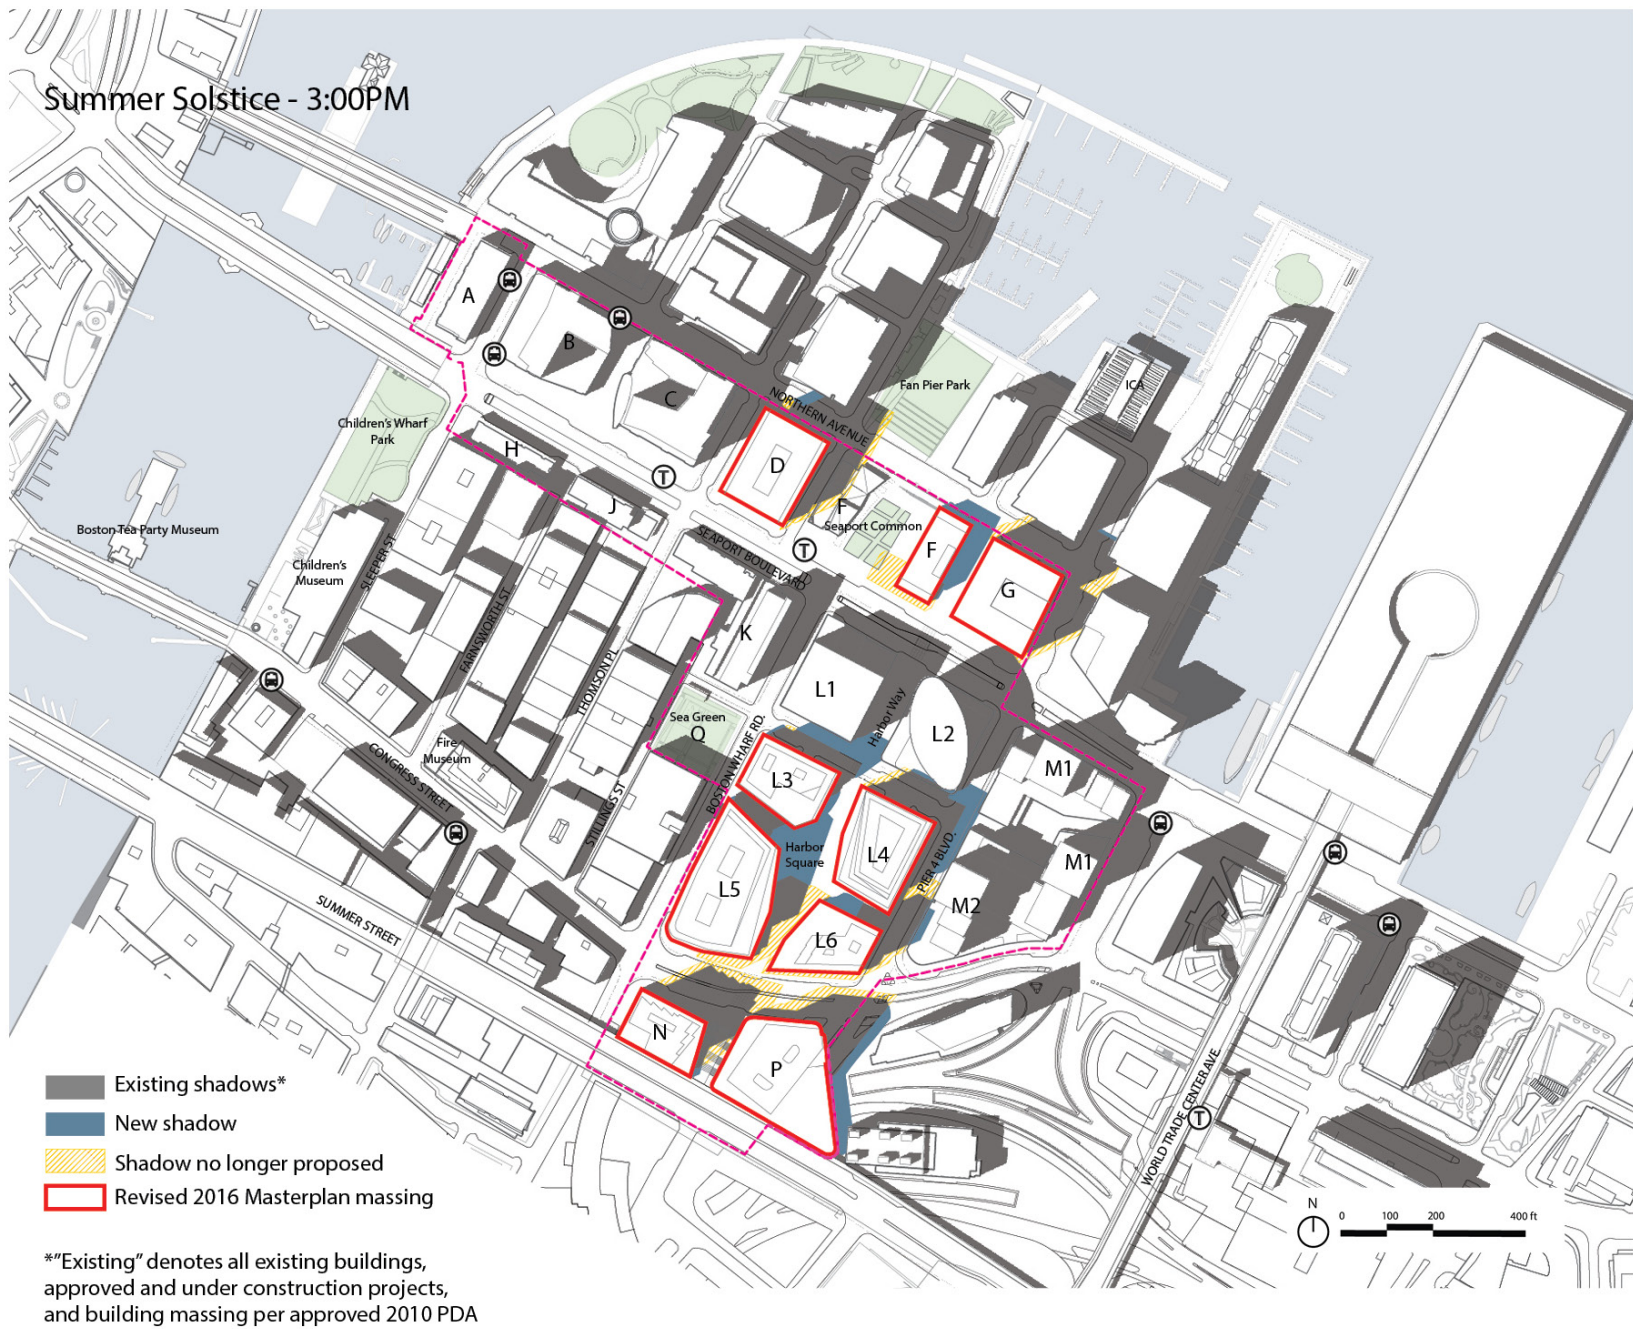 Summer Solstice - 3:00PM
A
B
C
ICA
Fan Pier Park
NORTHERN AVENUE
Children's Wharf
Park
H
D
J
T
F
Seaport Common
Boston Tea Party Museum
SEAPORT BOULEVARD
T
F
Children's
Museum
SLEEPER ST
FARNSWORTH ST
G
K
THOMSON PL
L1
Harbor Way
Sea Green
Q
L2
BOSTON WHARF RD.
Fire
Museum
CONGRESS STREET
STILLINGS ST
L3
M1
Harbor
Square
L4
PIER 4 BLVD.
M1
L5
M2
SUMMER STREET
L6
N
P
WORLD TRADE CENTER AVE
T
Existing shadows*
New shadow
Shadow no longer proposed
Revised 2016 Masterplan massing
N
0 100 200 400 ft
*"Existing" denotes all existing buildings,
approved and under construction projects,
and building massing per approved 2010 PDA